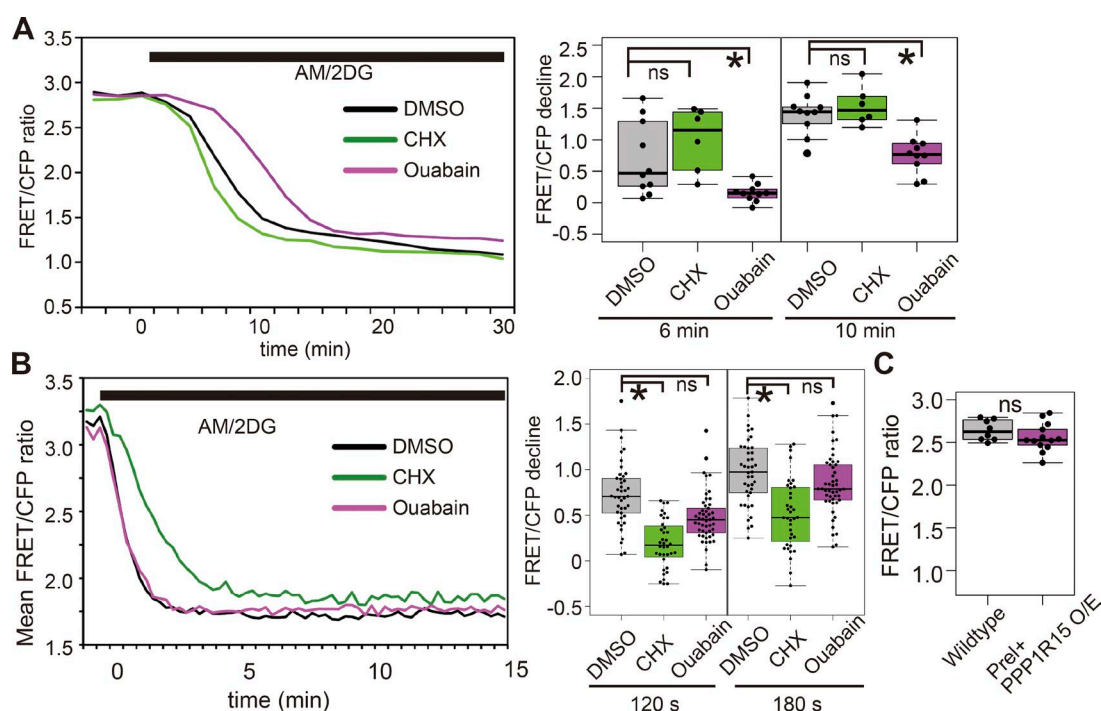 A
FRET/CFP ratio
3.5
3.0
2.5
2.0
1.5
1.0
0.5
AM/2DG
DMSO
CHX
Ouabain
0
10
20
30
time (min)
FRET/CFP decline
2.5
2.0
1.5
1.0
0.5
0
-0.5
ns
*
ns
*
DMSO
CHX
Ouabain
DMSO
CHX
Ouabain
6 min
10 min
B
Mean FRET/CFP ratio
3.5
3.0
2.5
2.0
1.5
AM/2DG
DMSO
CHX
Ouabain
0
5
10
15
time (min)
FRET/CFP decline
2.0
1.0
0.5
0
-0.5
*
ns
*
ns
DMSO
CHX
Ouabain
DMSO
CHX
Ouabain
120 s
180 s
C
FRET/CFP ratio
3.0
2.5
2.0
1.0
ns
Wildtype
Prel+
PPP1R15 O/E